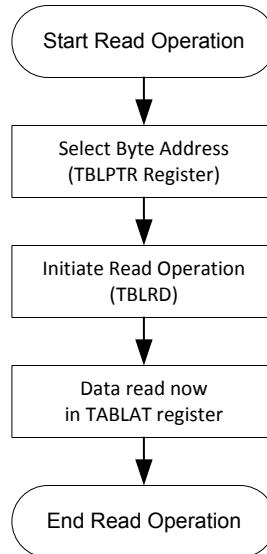 Start Read Operation
Select Byte Address
(TBLPTR Register)
Initiate Read Operation
(TBLRD)
Data read now
in TABLAT register
End Read Operation